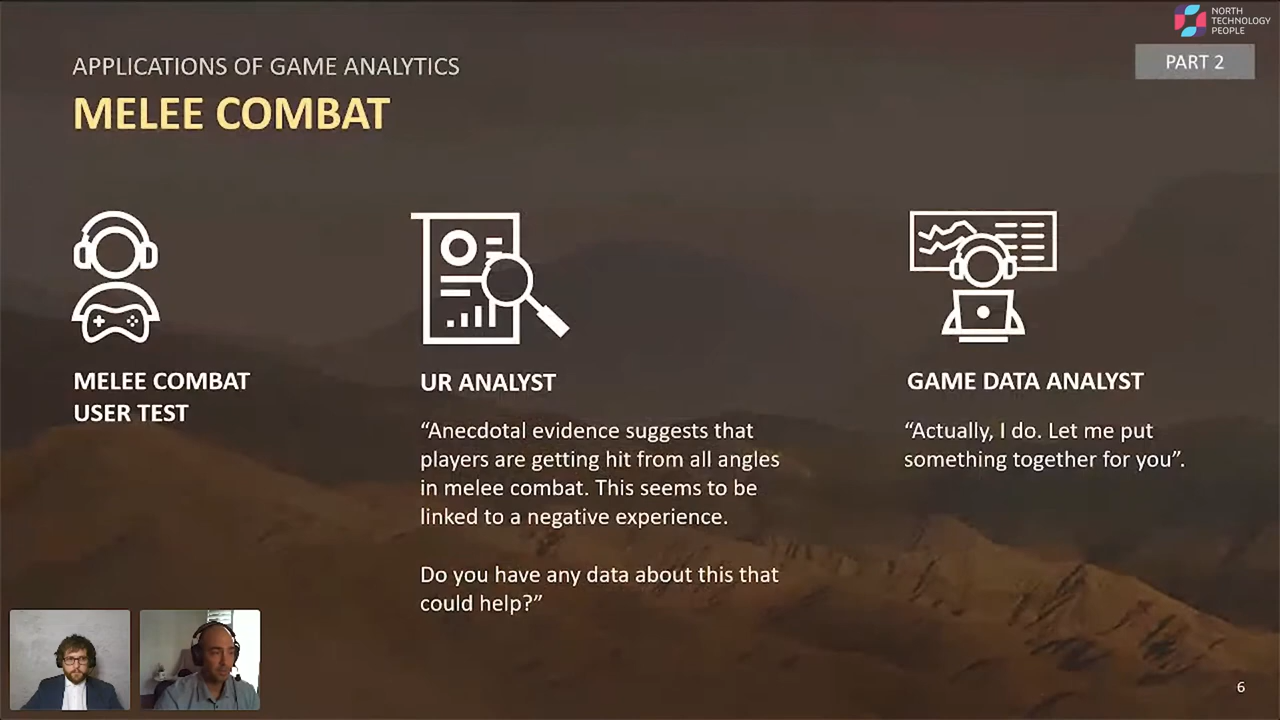 NORTH
TECHNOLOGY
PEOPLE
APPLICATIONS OF GAME ANALYTICS
PART 2
MELEE COMBAT
MELEE COMBAT
USER TEST
UR ANALYST
“Anecdotal evidence suggests that
players are getting hit from all angles
in melee combat. This seems to be
linked to a negative experience.
Do you have any data about this that
could help?”
GAME DATA ANALYST
“Actually, I do. Let me put
something together for you”.
6